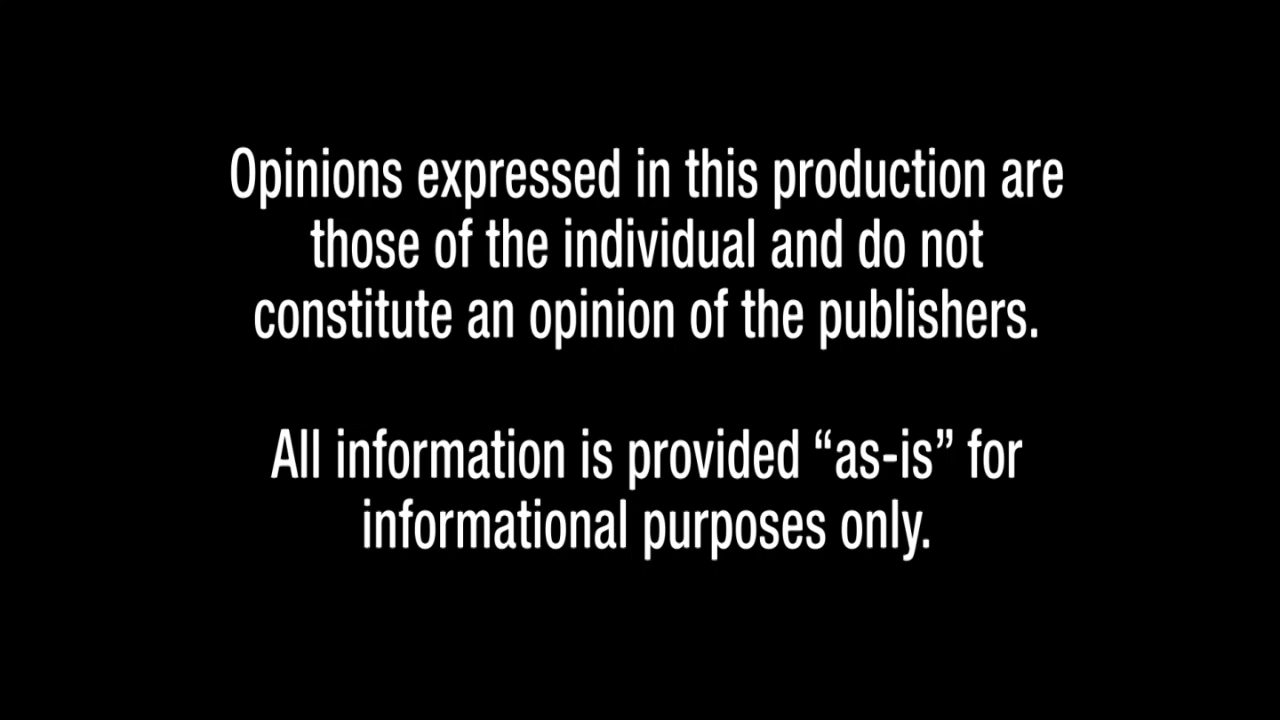 Opinions expressed in this production are
those of the individual and do not
constitute an opinion of the publishers.
All information is provided “as-is” for
informational purposes only.